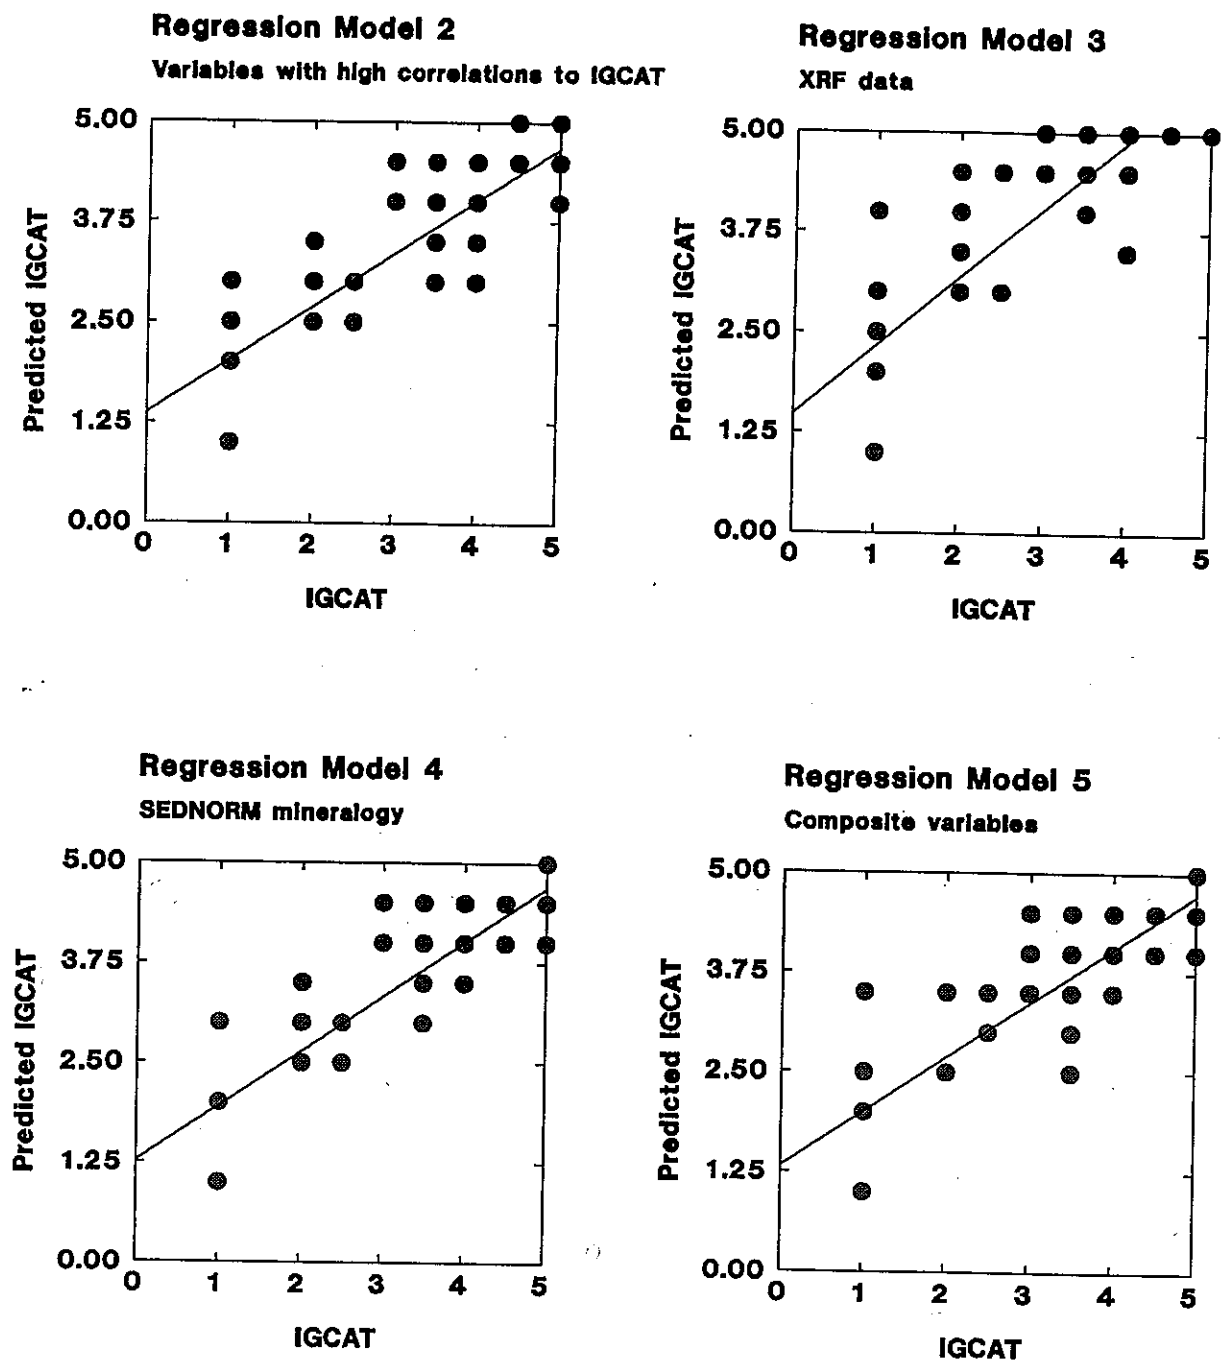 Regression Model 2
Variables with high correlations to IGCAT
5.00
3.75
2.50
1.25
0.00
Predicted IGCAT
0 1 2 3 4 5
IGCAT
Regression Model 3
XRF data
5.00
3.75
2.50
1.25
0.00
Predicted IGCAT
0 1 2 3 4 5
IGCAT
Regression Model 4
SEDNORM mineralogy
5.00
3.75
2.50
1.25
0.00
Predicted IGCAT
0 1 2 3 4 5
IGCAT
Regression Model 5
Composite variables
5.00
3.75
2.50
1.25
0.00
Predicted IGCAT
0 1 2 3 4 5
IGCAT